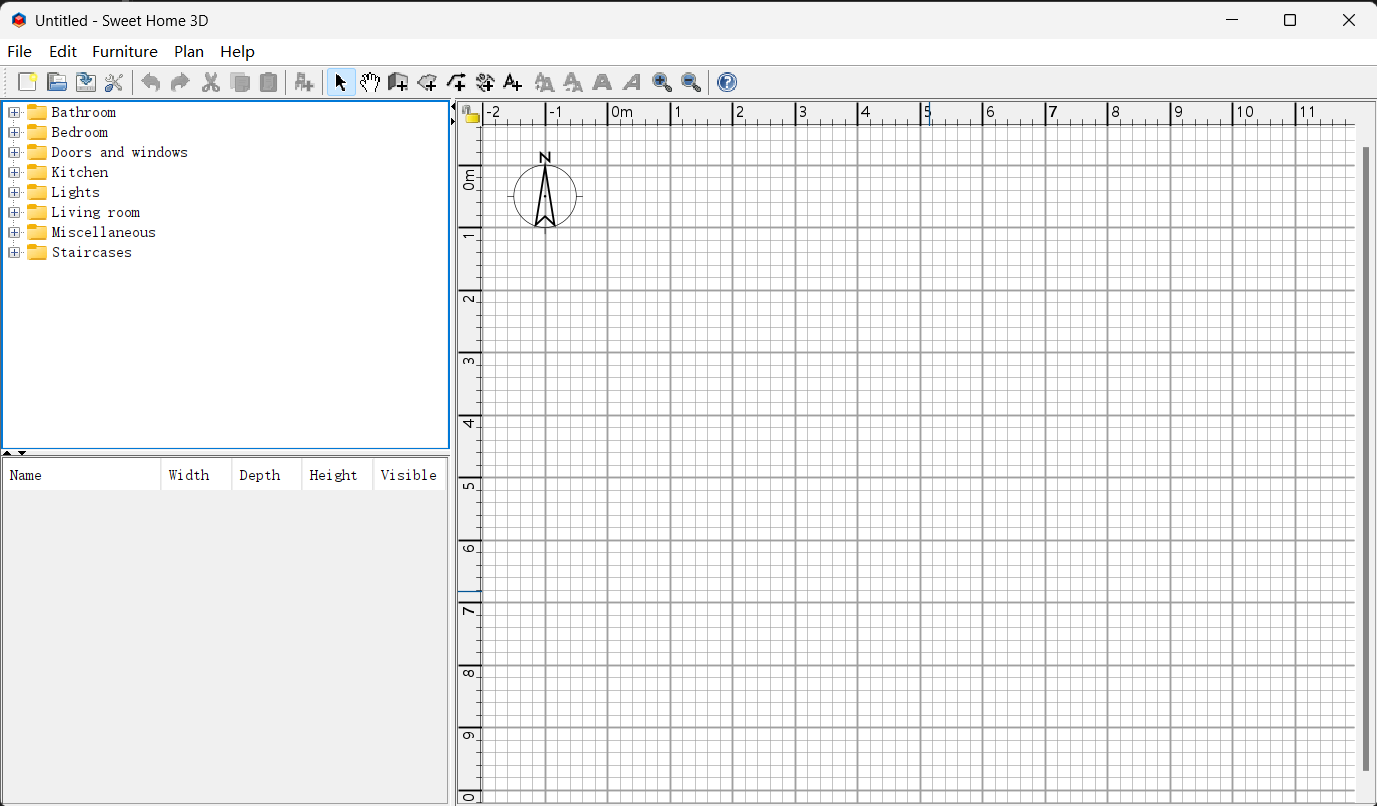 Untitled - Sweet Home 3D
File Edit Furniture Plan Help
Bathroom
Bedroom
Doors and windows
Kitchen
Lights
Living room
Miscellaneous
Staircases
Name Width Depth Height Visible
-2 -1 0m 1 2 3 4 5 6 7 8 9 10 11
N
0m
1
2
3
4
5
6
7
8
9
0